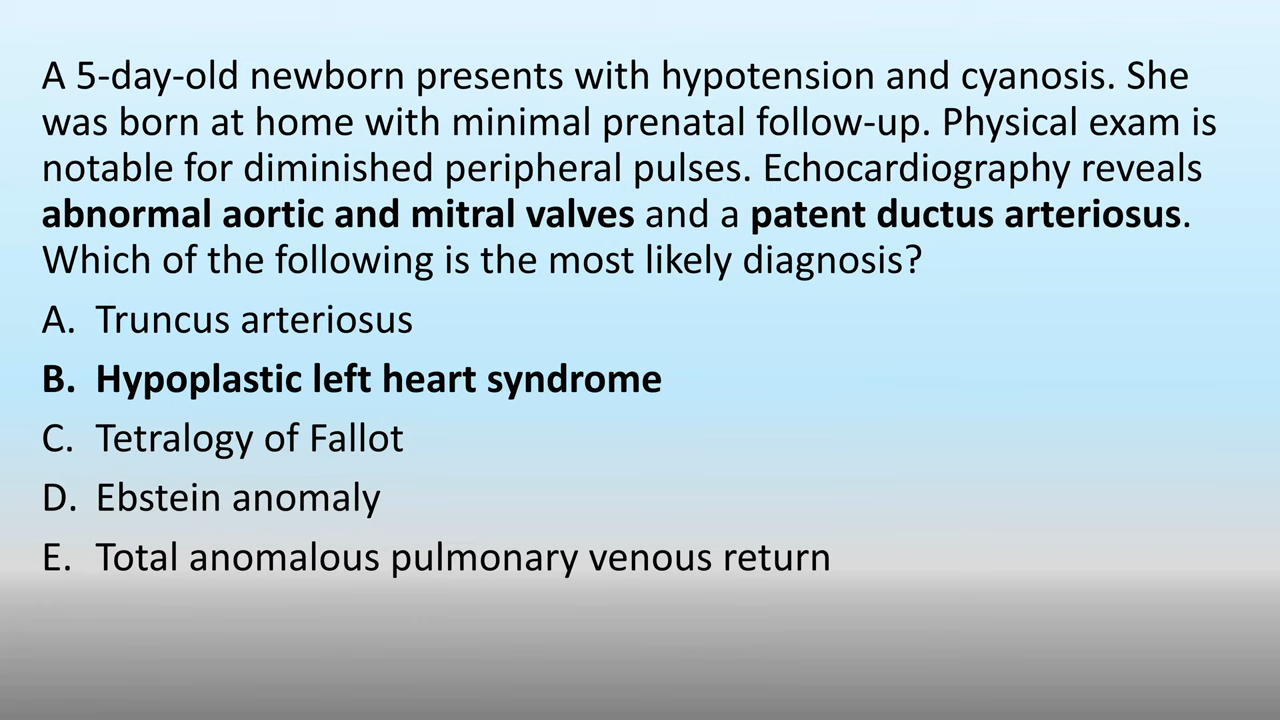 A 5-day-old newborn presents with hypotension and cyanosis. She
was born at home with minimal prenatal follow-up. Physical exam is
notable for diminished peripheral pulses. Echocardiography reveals
abnormal aortic and mitral valves and a patent ductus arteriosus.
Which of the following is the most likely diagnosis?
A. Truncus arteriosus
B. Hypoplastic left heart syndrome
C. Tetralogy of Fallot
D. Ebstein anomaly
E. Total anomalous pulmonary venous return